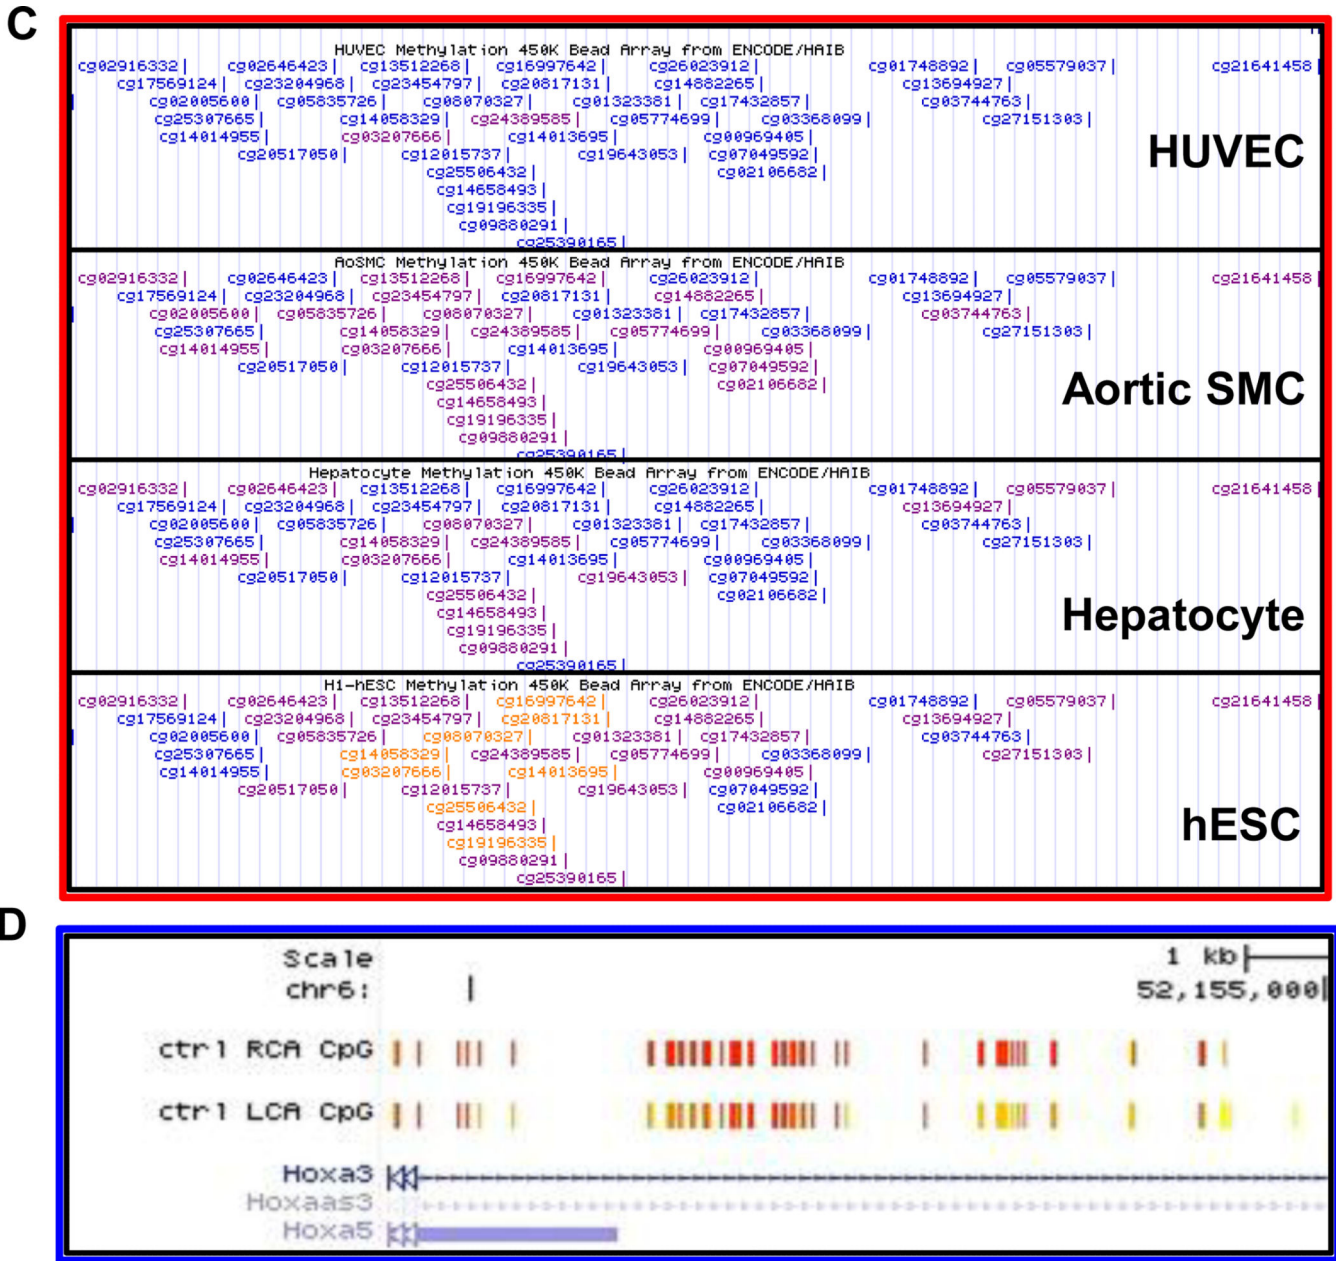 C
HUVEC Methylation 450K Bead Array from ENCODE/HAIB
cg02916332 cg02646423 cg13512268 cg16997642 cg26023912 cg01748892 cg05579037 cg21641458
cg17569124 cg23204968 cg23454797 cg20817131 cg14882265 cg13694927
cg02005600 cg05835726 cg08070327 cg01323381 cg17432857 cg03744763
cg25307665 cg14058329 cg24389585 cg05774699 cg03368099 cg27151303
cg14014955 cg03207666 cg14013695 cg00969405
cg20517050 cg12015737 cg19643053 cg07049592
cg25506432 cg02106682
cg14658493
cg19196335
cg09880291
cg25390165
HUVEC
AoSMC Methylation 450K Bead Array from ENCODE/HAIB
cg02916332 cg02646423 cg13512268 cg16997642 cg26023912 cg01748892 cg05579037 cg21641458
cg17569124 cg23204968 cg23454797 cg20817131 cg14882265 cg13694927
cg02005600 cg05835726 cg08070327 cg01323381 cg17432857 cg03744763
cg25307665 cg14058329 cg24389585 cg05774699 cg03368099 cg27151303
cg14014955 cg03207666 cg14013695 cg00969405
cg20517050 cg12015737 cg19643053 cg07049592
cg25506432 cg02106682
cg14658493
cg19196335
cg09880291
cg25390165
Aortic SMC
Hepatocyte Methylation 450K Bead Array from ENCODE/HAIB
cg02916332 cg02646423 cg13512268 cg16997642 cg26023912 cg01748892 cg05579037 cg21641458
cg17569124 cg23204968 cg23454797 cg20817131 cg14882265 cg13694927
cg02005600 cg05835726 cg08070327 cg01323381 cg17432857 cg03744763
cg25307665 cg14058329 cg24389585 cg05774699 cg03368099 cg27151303
cg14014955 cg03207666 cg14013695 cg00969405
cg20517050 cg12015737 cg19643053 cg07049592
cg25506432 cg02106682
cg14658493
cg19196335
cg09880291
cg25390165
Hepatocyte
H1-hESC Methylation 450K Bead Array from ENCODE/HAIB
cg02916332 cg02646423 cg13512268 cg16997642 cg26023912 cg01748892 cg05579037 cg21641458
cg17569124 cg23204968 cg23454797 cg20817131 cg14882265 cg13694927
cg02005600 cg05835726 cg08070327 cg01323381 cg17432857 cg03744763
cg25307665 cg14058329 cg24389585 cg05774699 cg03368099 cg27151303
cg14014955 cg03207666 cg14013695 cg00969405
cg20517050 cg12015737 cg19643053 cg07049592
cg25506432 cg02106682
cg14658493
cg19196335
cg09880291
cg25390165
hESC
D
Scale 1 kb
chr6: 52,155,000
ctrl RCA CpG
ctrl LCA CpG
Hoxa3
Hoxaas3
Hoxa5